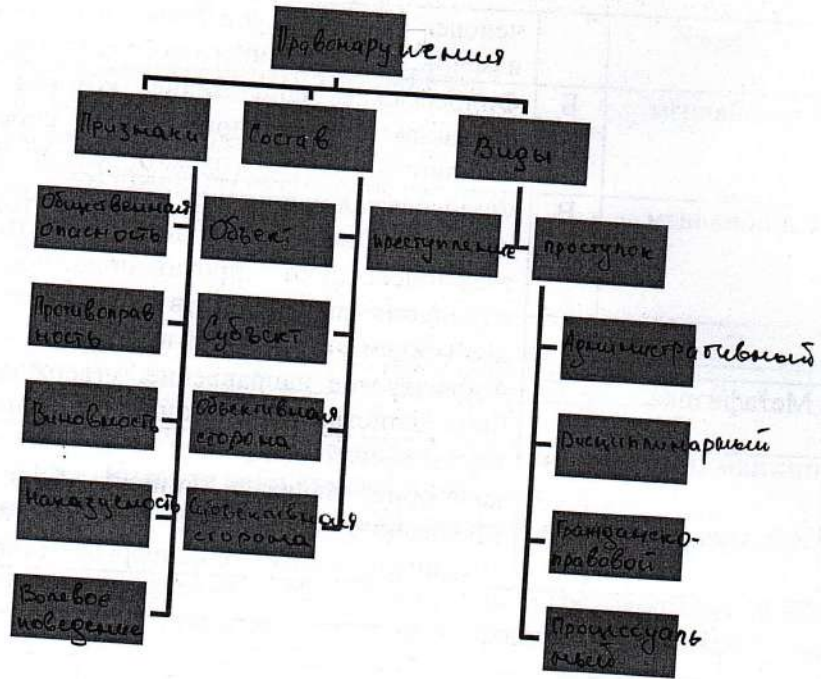 Правонарушения
Признаки
Состав
Виды
Общественная
опасность
Объект
преступление
проступок
Противоправ
ность
Субъект
Административный
Виновность
Объективная
сторона
Дисциплинарный
Наказуемость
Субъективная
сторона
Гражданско-
правовой
Волевое
поведение
Процессуаль
ный